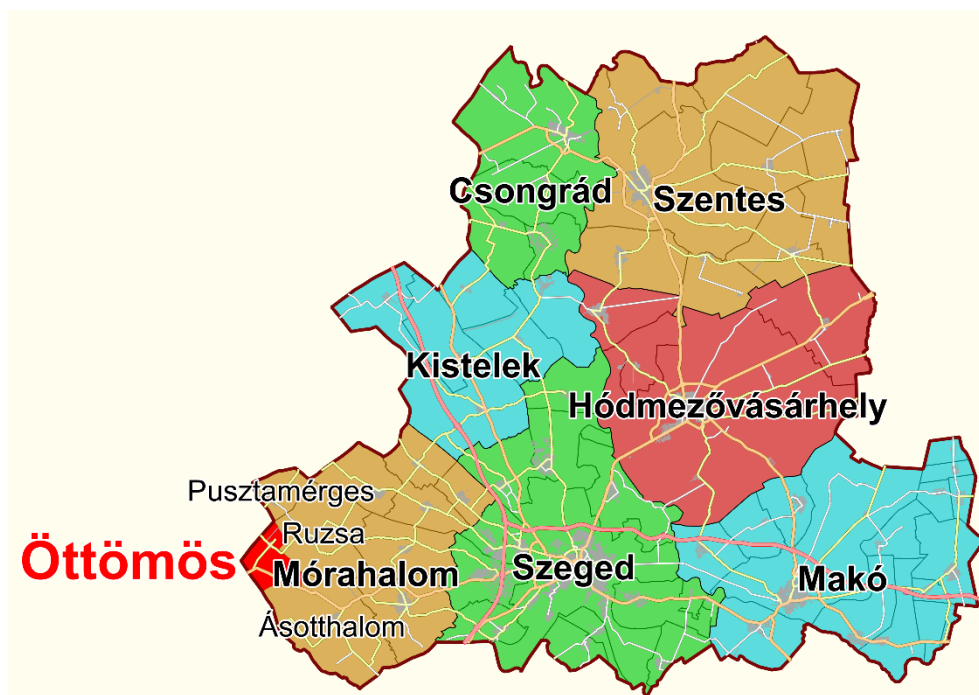 Csongrád
Szentes
Kistelek
Hódmezővásárhely
Pusztamérges
Ruzsa
Öttömös
Mórahalom
Szeged
Makó
Ásotthalom